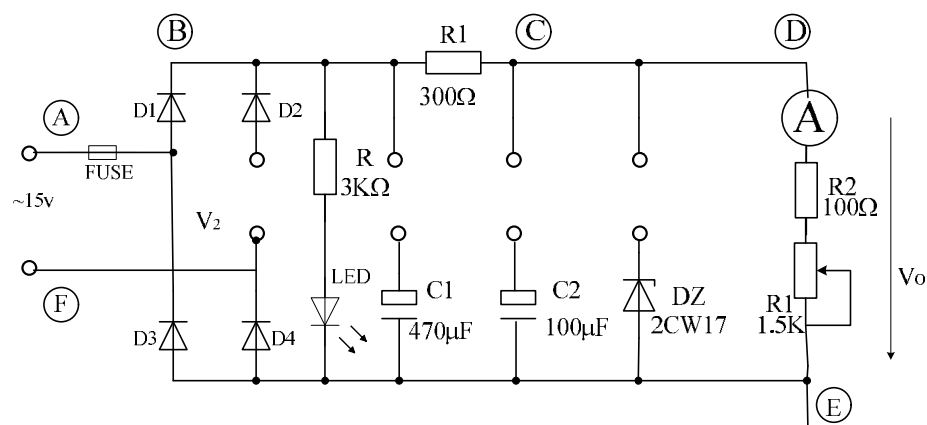 B
R1
C
D
300Ω
D1
D2
A
A
FUSE
R
3KΩ
R2
100Ω
~15v
V2
LED
C1
C2
DZ
R1
Vo
F
D3
D4
470μF
100μF
2CW17
1.5K
E